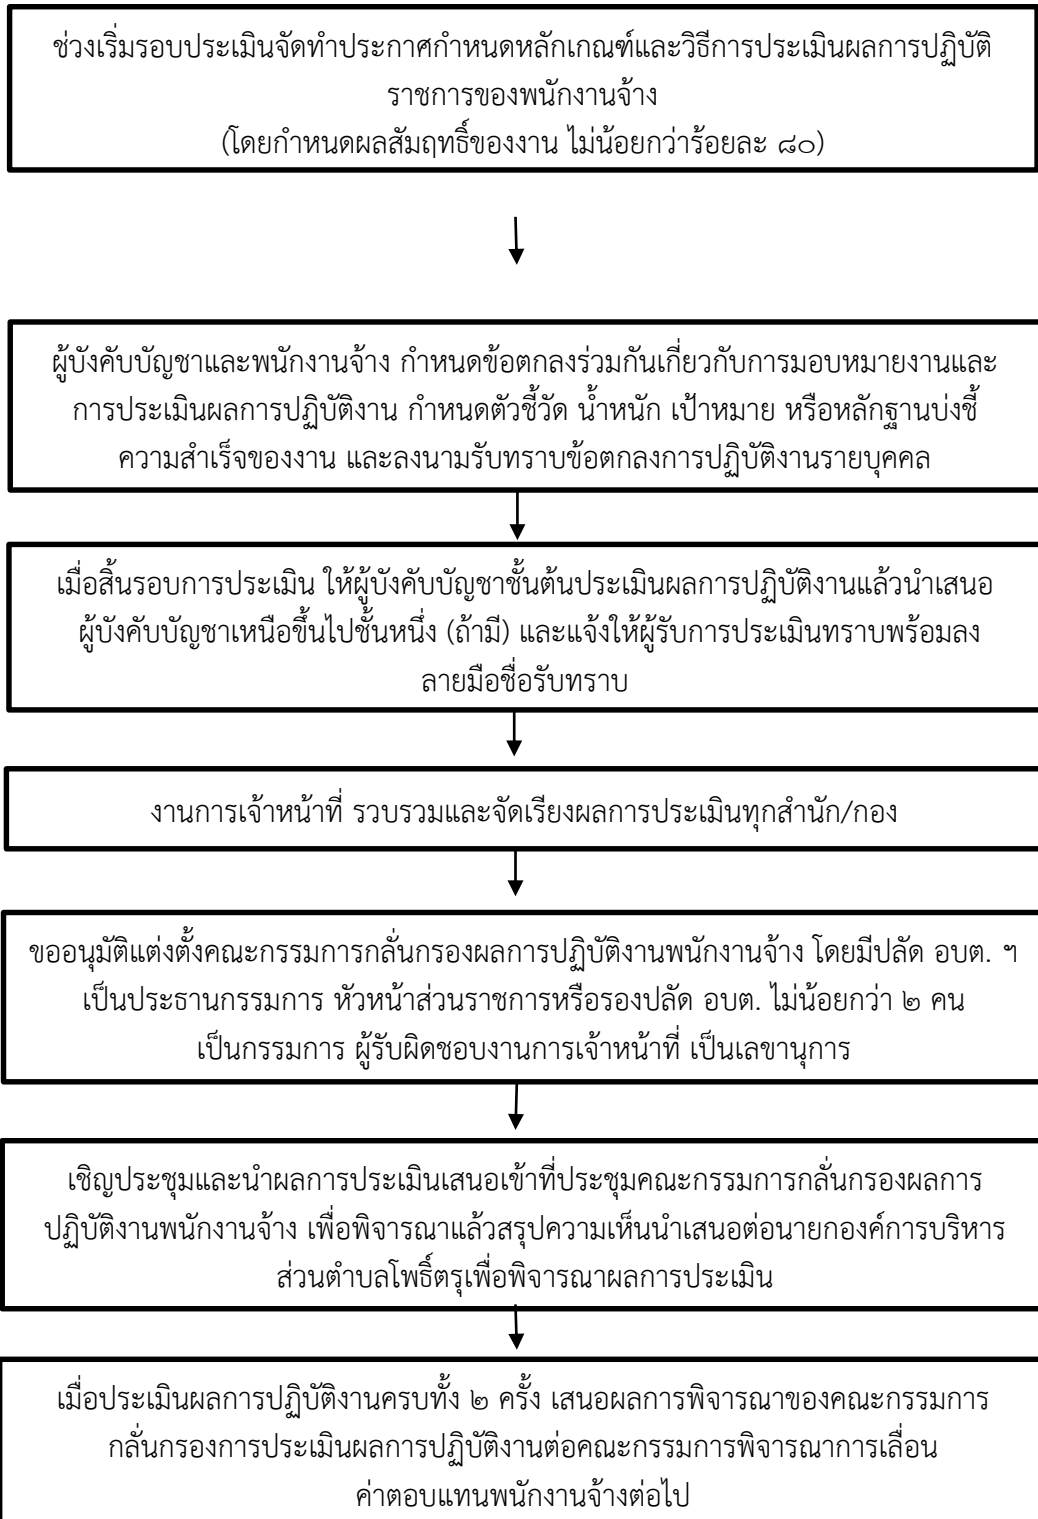 ช่วงเริ่มรอบประเมินจัดทำประกาศกำหนดหลักเกณฑ์และวิธีการประเมินผลการปฏิบัติ
ราชการของพนักงานจ้าง
(โดยกำหนดผลสัมฤทธิ์ของงาน ไม่น้อยกว่าร้อยละ ๘๐)
ผู้บังคับบัญชาและพนักงานจ้าง กำหนดข้อตกลงร่วมกันเกี่ยวกับการมอบหมายงานและ
การประเมินผลการปฏิบัติงาน กำหนดตัวชี้วัด น้ำหนัก เป้าหมาย หรือหลักฐานบ่งชี้
ความสำเร็จของงาน และลงนามรับทราบข้อตกลงการปฏิบัติงานรายบุคคล
เมื่อสิ้นรอบการประเมิน ให้ผู้บังคับบัญชาชั้นต้นประเมินผลการปฏิบัติงานแล้วนำเสนอ
ผู้บังคับบัญชาเหนือขึ้นไปชั้นหนึ่ง (ถ้ามี) และแจ้งให้ผู้รับการประเมินทราบพร้อมลง
ลายมือชื่อรับทราบ
งานการเจ้าหน้าที่ รวบรวมและจัดเรียงผลการประเมินทุกสำนัก/กอง
ขออนุมัติแต่งตั้งคณะกรรมการกลั่นกรองผลการปฏิบัติงานพนักงานจ้าง โดยมีปลัด อบต. ฯ
เป็นประธานกรรมการ หัวหน้าส่วนราชการหรือรองปลัด อบต. ไม่น้อยกว่า ๒ คน
เป็นกรรมการ ผู้รับผิดชอบงานการเจ้าหน้าที่ เป็นเลขานุการ
เชิญประชุมและนำผลการประเมินเสนอเข้าที่ประชุมคณะกรรมการกลั่นกรองผลการ
ปฏิบัติงานพนักงานจ้าง เพื่อพิจารณาแล้วสรุปความเห็นนำเสนอต่อนายกองค์การบริหาร
ส่วนตำบลโพธิ์ตรุเพื่อพิจารณาผลการประเมิน
เมื่อประเมินผลการปฏิบัติงานครบทั้ง ๒ ครั้ง เสนอผลการพิจารณาของคณะกรรมการ
กลั่นกรองการประเมินผลการปฏิบัติงานต่อคณะกรรมการพิจารณาการเลื่อน
ค่าตอบแทนพนักงานจ้างต่อไป